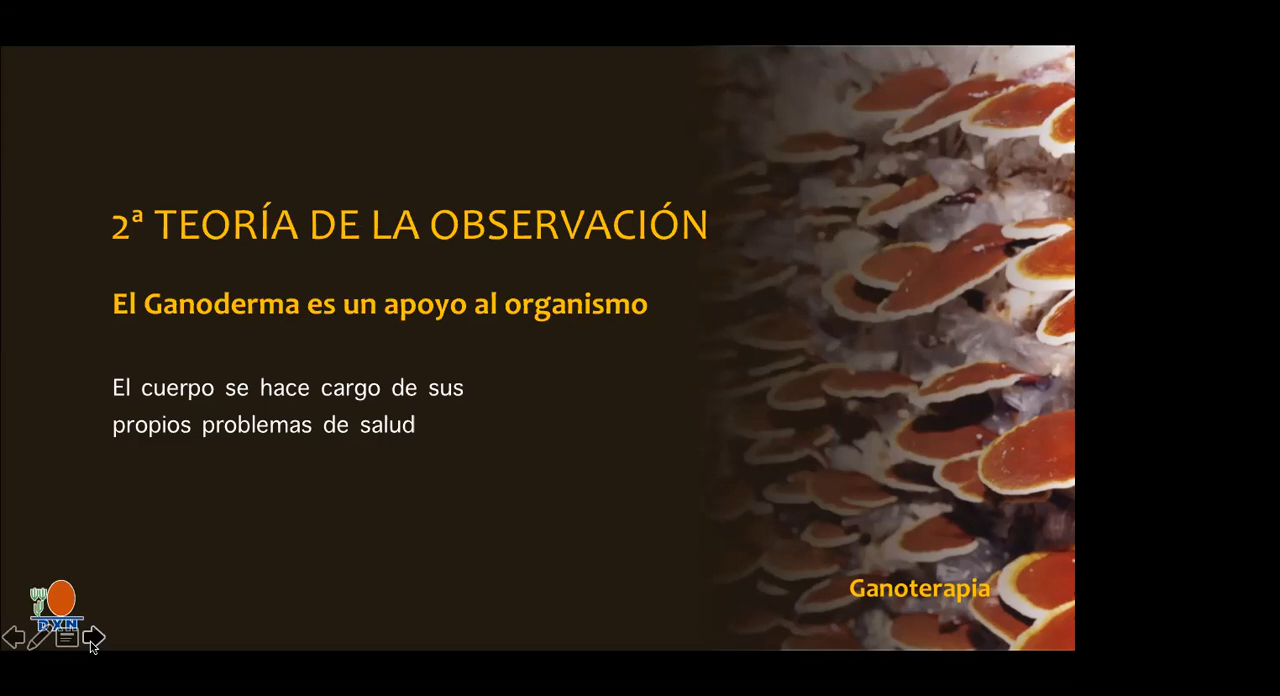 2ª TEORÍA DE LA OBSERVACIÓN
El Ganoderma es un apoyo al organismo
El cuerpo se hace cargo de sus
propios problemas de salud
Ganoterapia
DXN